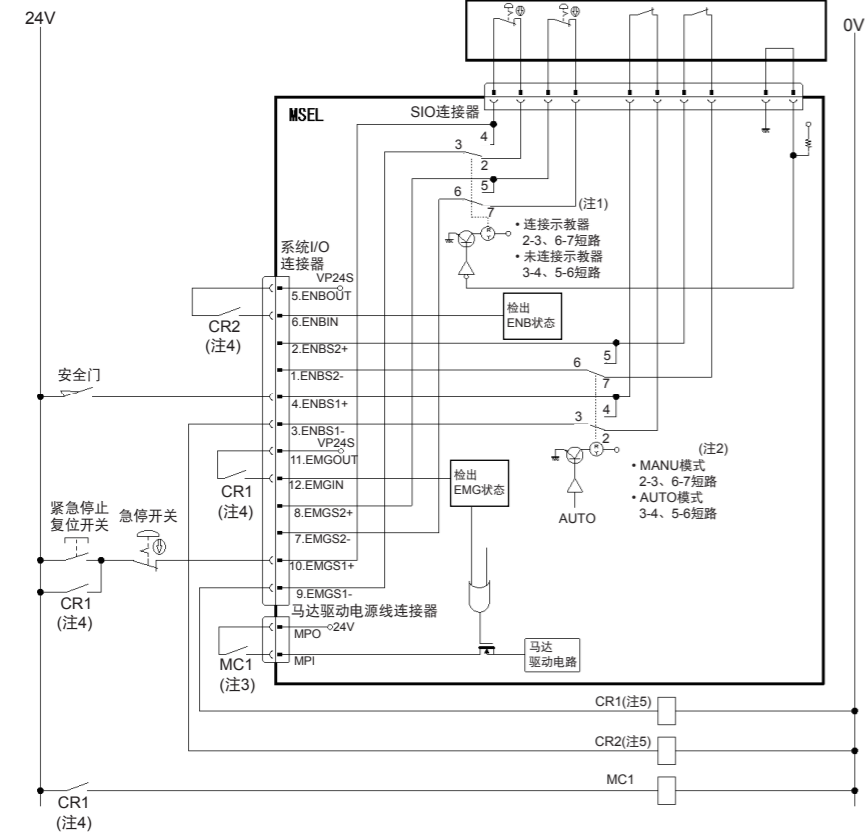 24V
0V
MSEL
SIO连接器
4
3
2
5
6
7
(注1)
• 连接示教器
2-3、6-7短路
• 未连接示教器
3-4、5-6短路
R
Y
系统I/O
连接器
VP24S
5.ENBOUT
6.ENBIN
检出
ENB状态
CR2
(注4)
2.ENBS2+
1.ENBS2-
安全门
4.ENBS1+
3.ENBS1-
5
6
7
4
3
2
R
Y
(注2)
• MANU模式
2-3、6-7短路
• AUTO模式
3-4、5-6短路
AUTO
VP24S
11.EMGOUT
12.EMGIN
检出
EMG状态
CR1
(注4)
8.EMGS2+
7.EMGS2-
紧急停止
复位开关
急停开关
10.EMGS1+
9.EMGS1-
CR1
(注4)
马达驱动电源线连接器
24V
MPO
MPI
MC1
(注3)
马达
驱动电路
CR1(注5)
CR2(注5)
MC1
CR1
(注4)